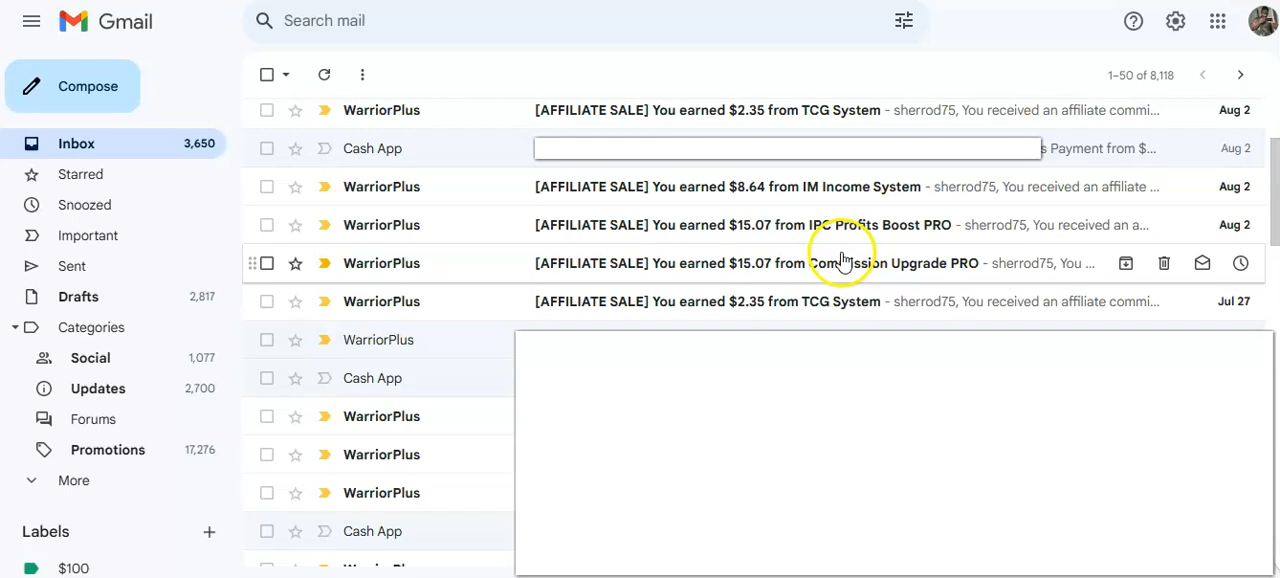 Gmail
Search mail
Compose
1–50 of 8,118
Inbox 3,650
Starred
Snoozed
Important
Sent
Drafts 2,817
Categories
Social 1,077
Updates 2,700
Forums
Promotions 17,276
More
Labels
$100
WarriorPlus [AFFILIATE SALE] You earned $2.35 from TCG System - sherrod75, You received an affiliate commi... Aug 2
Cash App s Payment from $... Aug 2
WarriorPlus [AFFILIATE SALE] You earned $8.64 from IM Income System - sherrod75, You received an affiliate ... Aug 2
WarriorPlus [AFFILIATE SALE] You earned $15.07 from IPC Profits Boost PRO - sherrod75, You received an a... Aug 2
WarriorPlus [AFFILIATE SALE] You earned $15.07 from Commission Upgrade PRO - sherrod75, You ...
WarriorPlus [AFFILIATE SALE] You earned $2.35 from TCG System - sherrod75, You received an affiliate commi... Jul 27
WarriorPlus
Cash App
WarriorPlus
WarriorPlus
WarriorPlus
Cash App